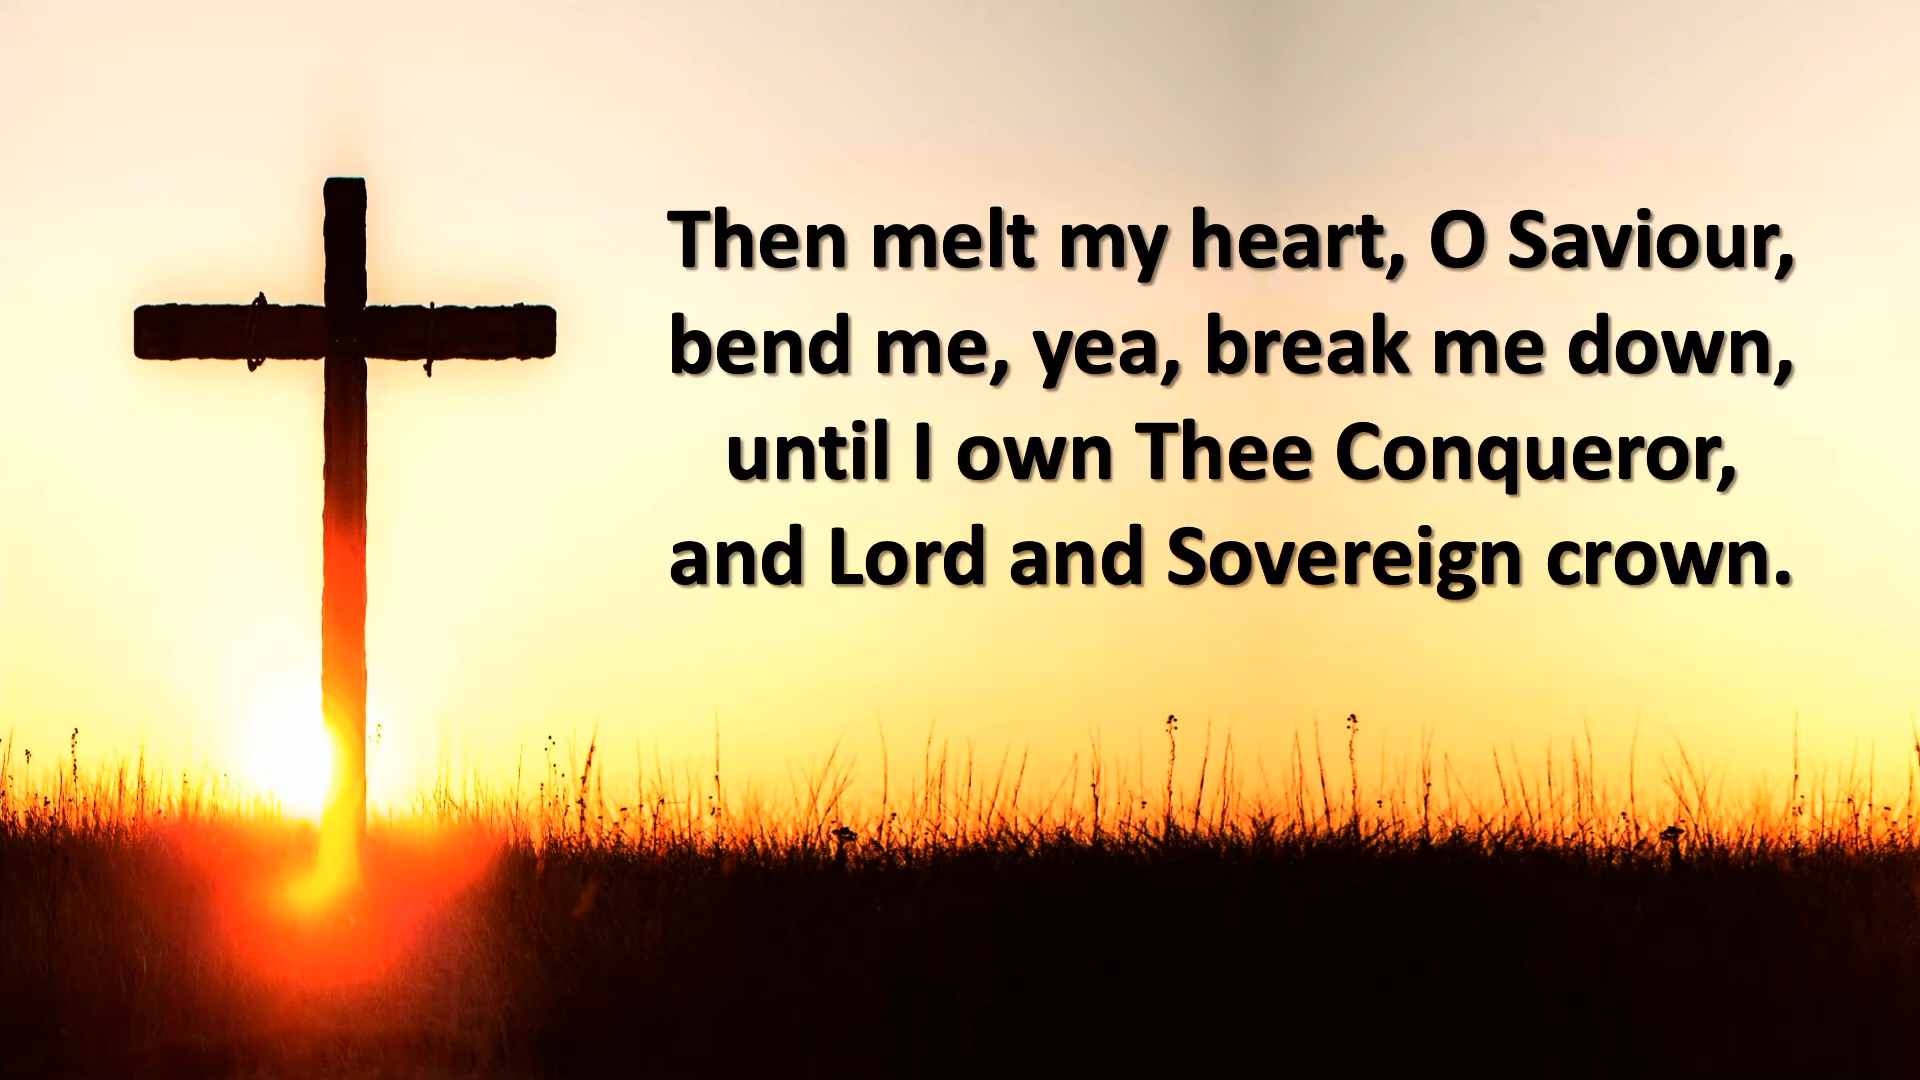 Then melt my heart, O Saviour,
bend me, yea, break me down,
until I own Thee Conqueror,
and Lord and Sovereign crown.